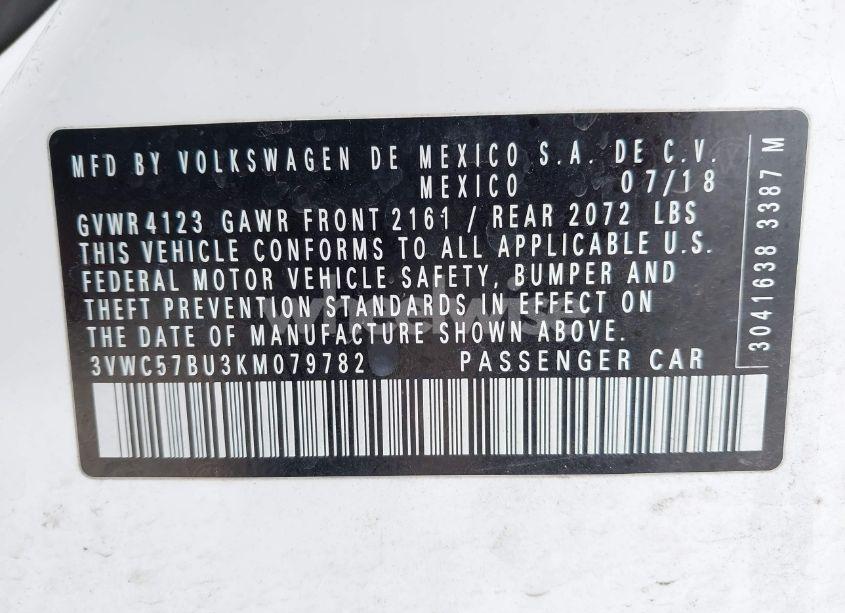 MFD BY VOLKSWAGEN DE MEXICO S.A. DE C.V.
MEXICO 07/18
GVWR 4123 GAWR FRONT 2161 / REAR 2072 LBS
THIS VEHICLE CONFORMS TO ALL APPLICABLE U.S.
FEDERAL MOTOR VEHICLE SAFETY, BUMPER AND
THEFT PREVENTION STANDARDS IN EFFECT ON
THE DATE OF MANUFACTURE SHOWN ABOVE.
3VWC57BU3KM079782 PASSENGER CAR
3041638 3387 M